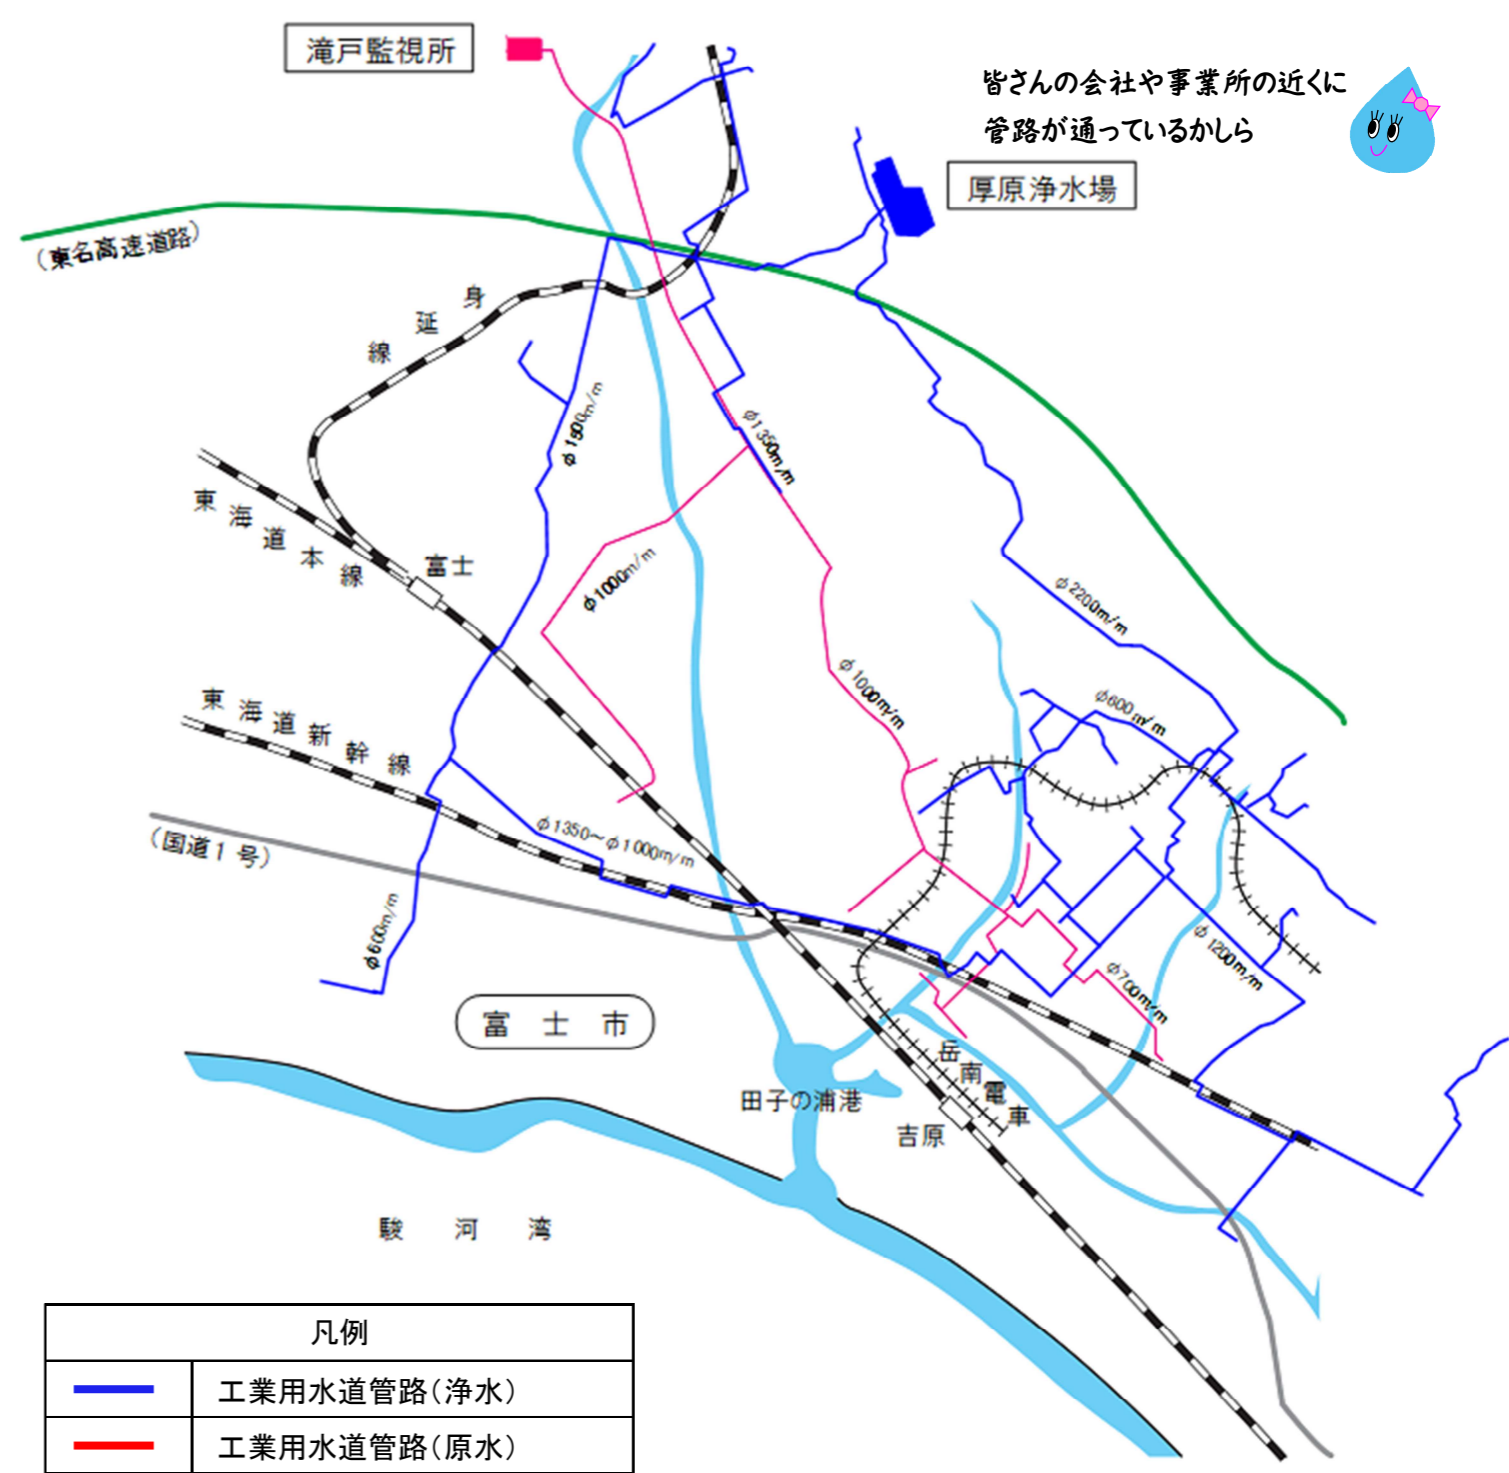 滝戸監視所
皆さんの会社や事業所の近くに
管路が通っているかしら
厚原浄水場
(東名高速道路)
身延線
φ1350m/m
東海道本線
富士
φ1000m/m
φ2200m/m
φ1000m/m
東海道新幹線
φ600m/m
φ1350～φ1000m/m
(国道1号)
φ1200m/m
φ700m/m
富士市
岳南電車
田子の浦港
吉原
駿河湾
凡例
工業用水道管路(浄水)
工業用水道管路(原水)